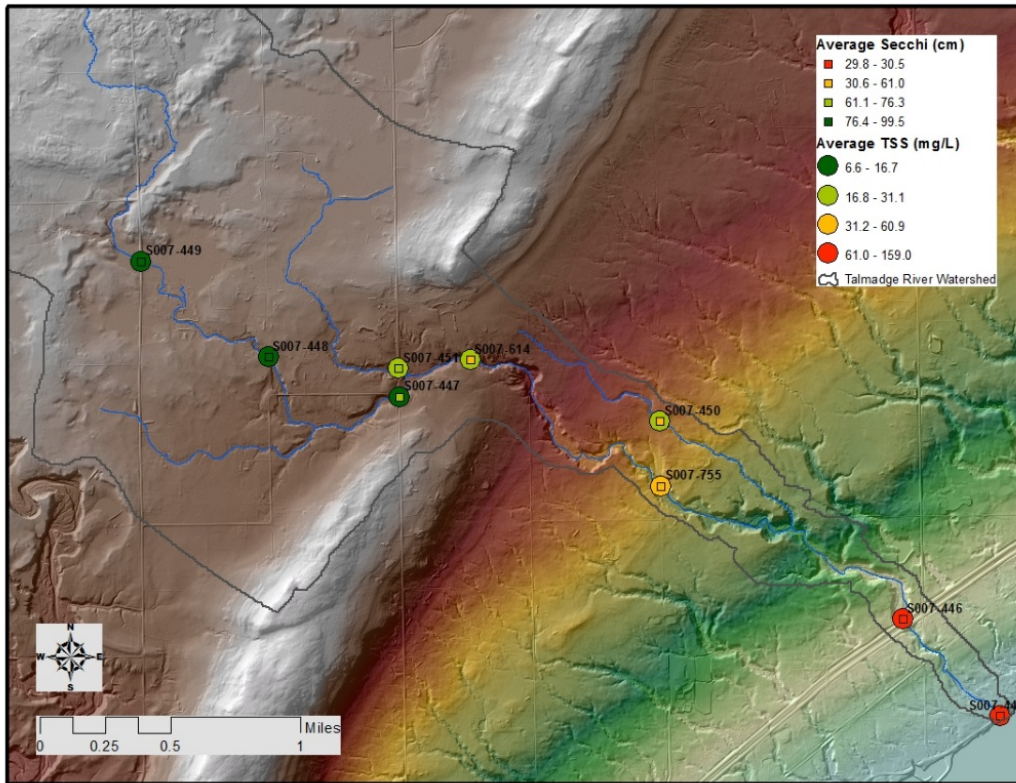 Average Secchi (cm)
29.8 - 30.5
30.6 - 61.0
61.1 - 76.3
76.4 - 99.5
Average TSS (mg/L)
6.6 - 16.7
16.8 - 31.1
31.2 - 60.9
61.0 - 159.0
Talmadge River Watershed
S007-449
S007-448
S007-451
S007-614
S007-447
S007-450
S007-755
S007-446
S007-44
N
W E
S
Miles
0 0.25 0.5 1